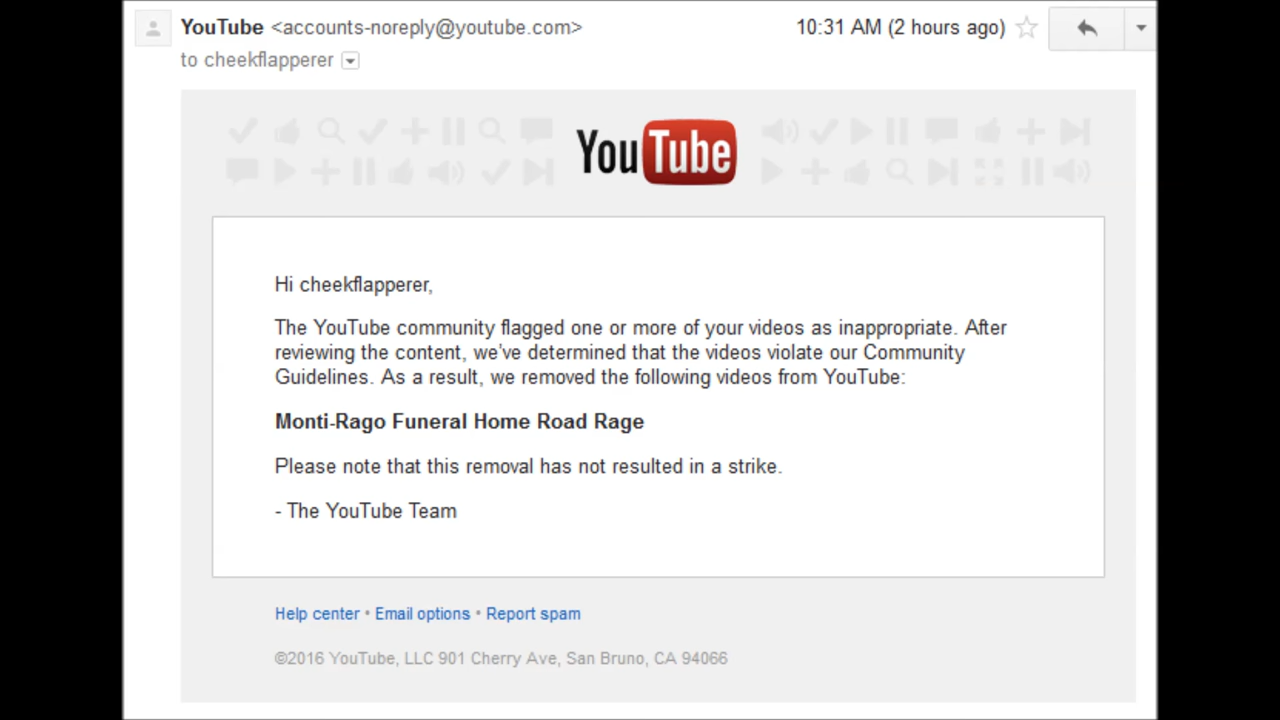 YouTube <accounts-noreply@youtube.com> 10:31 AM (2 hours ago)
to cheekflapperer
YouTube
Hi cheekflapperer,
The YouTube community flagged one or more of your videos as inappropriate. After
reviewing the content, we've determined that the videos violate our Community
Guidelines. As a result, we removed the following videos from YouTube:
Monti-Rago Funeral Home Road Rage
Please note that this removal has not resulted in a strike.
- The YouTube Team
Help center • Email options • Report spam
©2016 YouTube, LLC 901 Cherry Ave, San Bruno, CA 94066